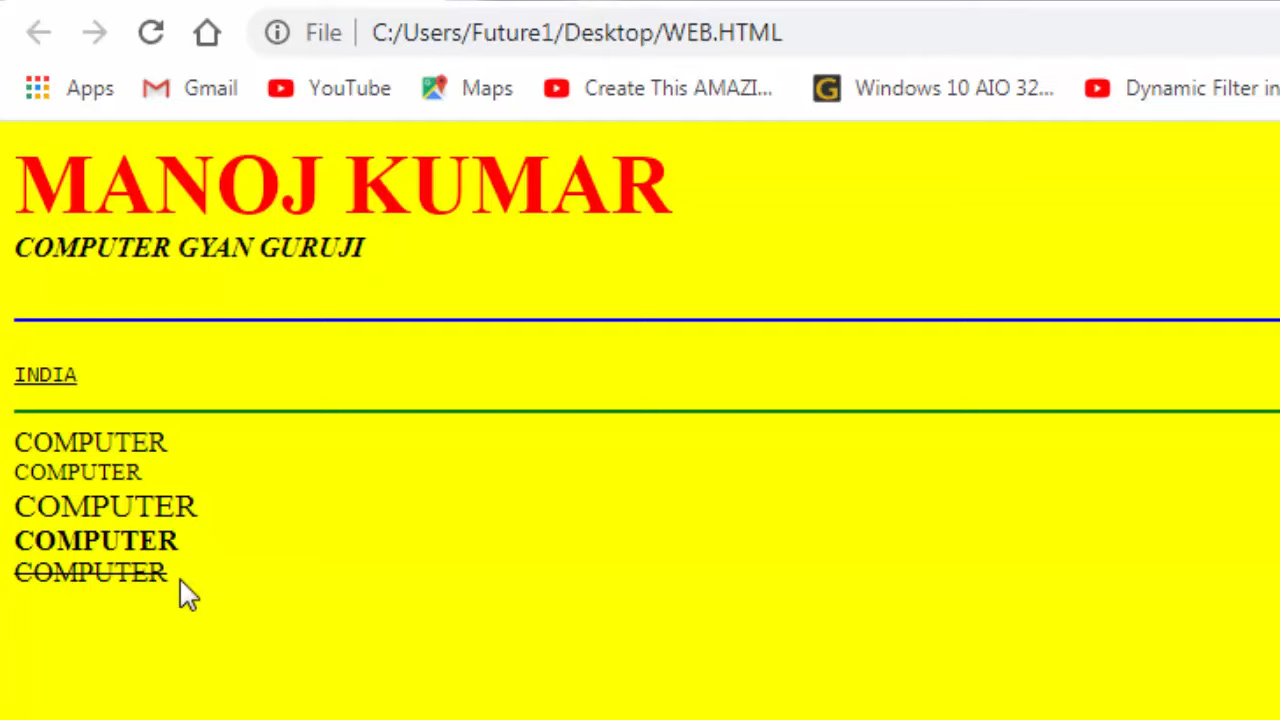 File C:/Users/Future1/Desktop/WEB.HTML
Apps Gmail YouTube Maps Create This AMAZI... Windows 10 AIO 32... Dynamic Filter in
MANOJ KUMAR
COMPUTER GYAN GURUJI
INDIA
COMPUTER
COMPUTER
COMPUTER
COMPUTER
COMPUTER